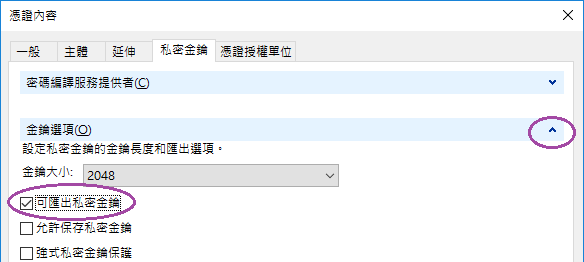 憑證內容
一般 主體 延伸 私密金鑰 憑證授權單位
密碼編譯服務提供者(C)
金鑰選項(O)
設定私密金鑰的金鑰長度和匯出選項。
金鑰大小: 2048
可匯出私密金鑰
允許保存私密金鑰
強式私密金鑰保護